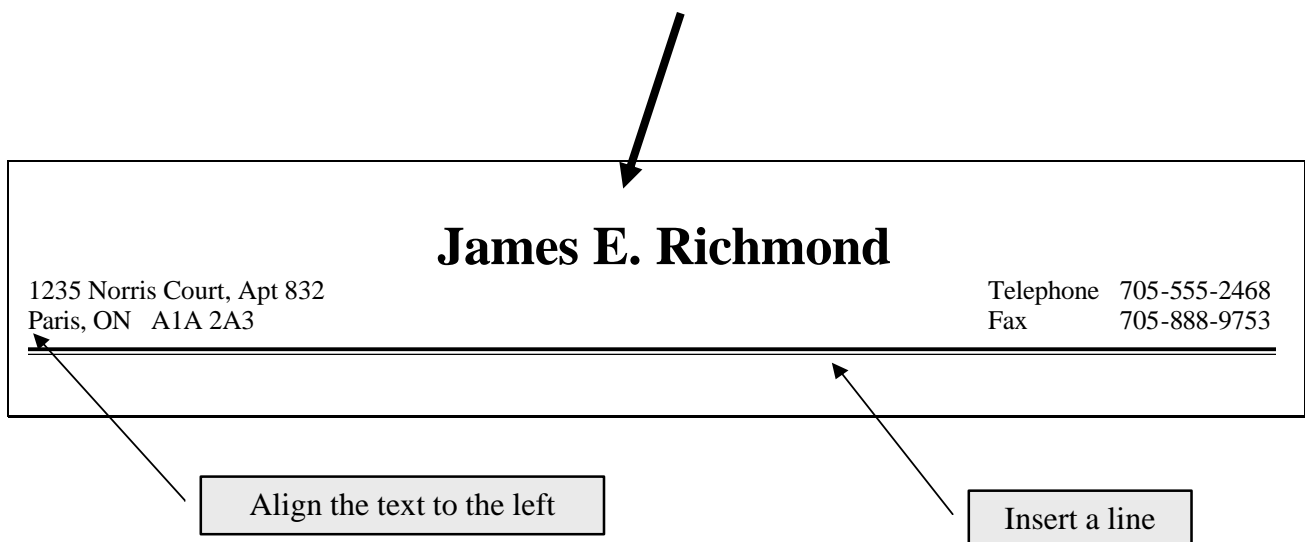 James E. Richmond
1235 Norris Court, Apt 832 Telephone 705-555-2468
Paris, ON A1A 2A3 Fax 705-888-9753
Align the text to the left
Insert a line